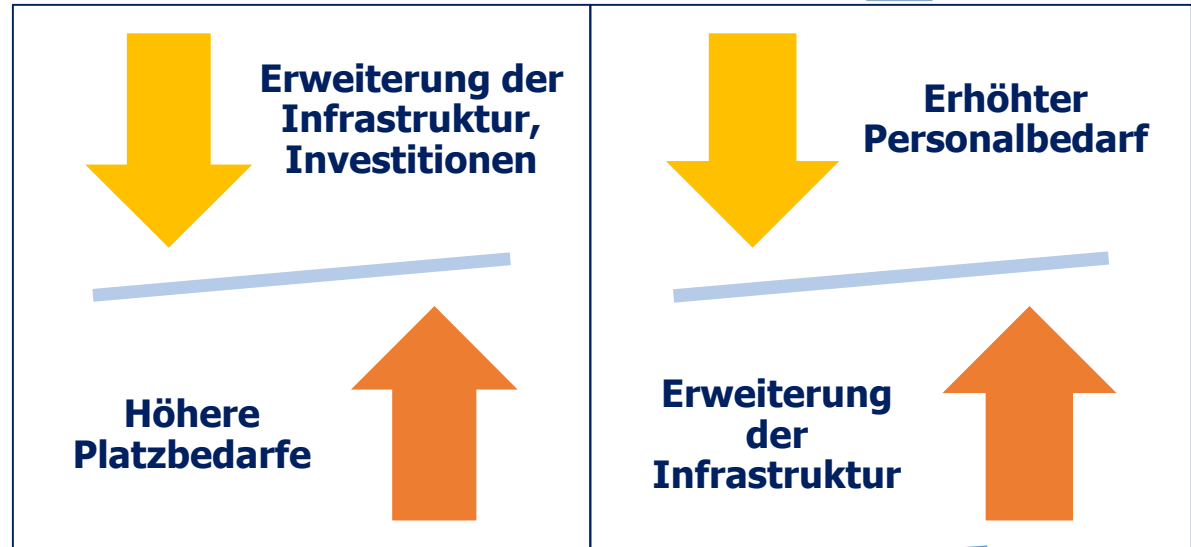 Erweiterung der
Infrastruktur,
Investitionen
Höhere
Platzbedarfe
Erhöhter
Personalbedarf
Erweiterung
der
Infrastruktur